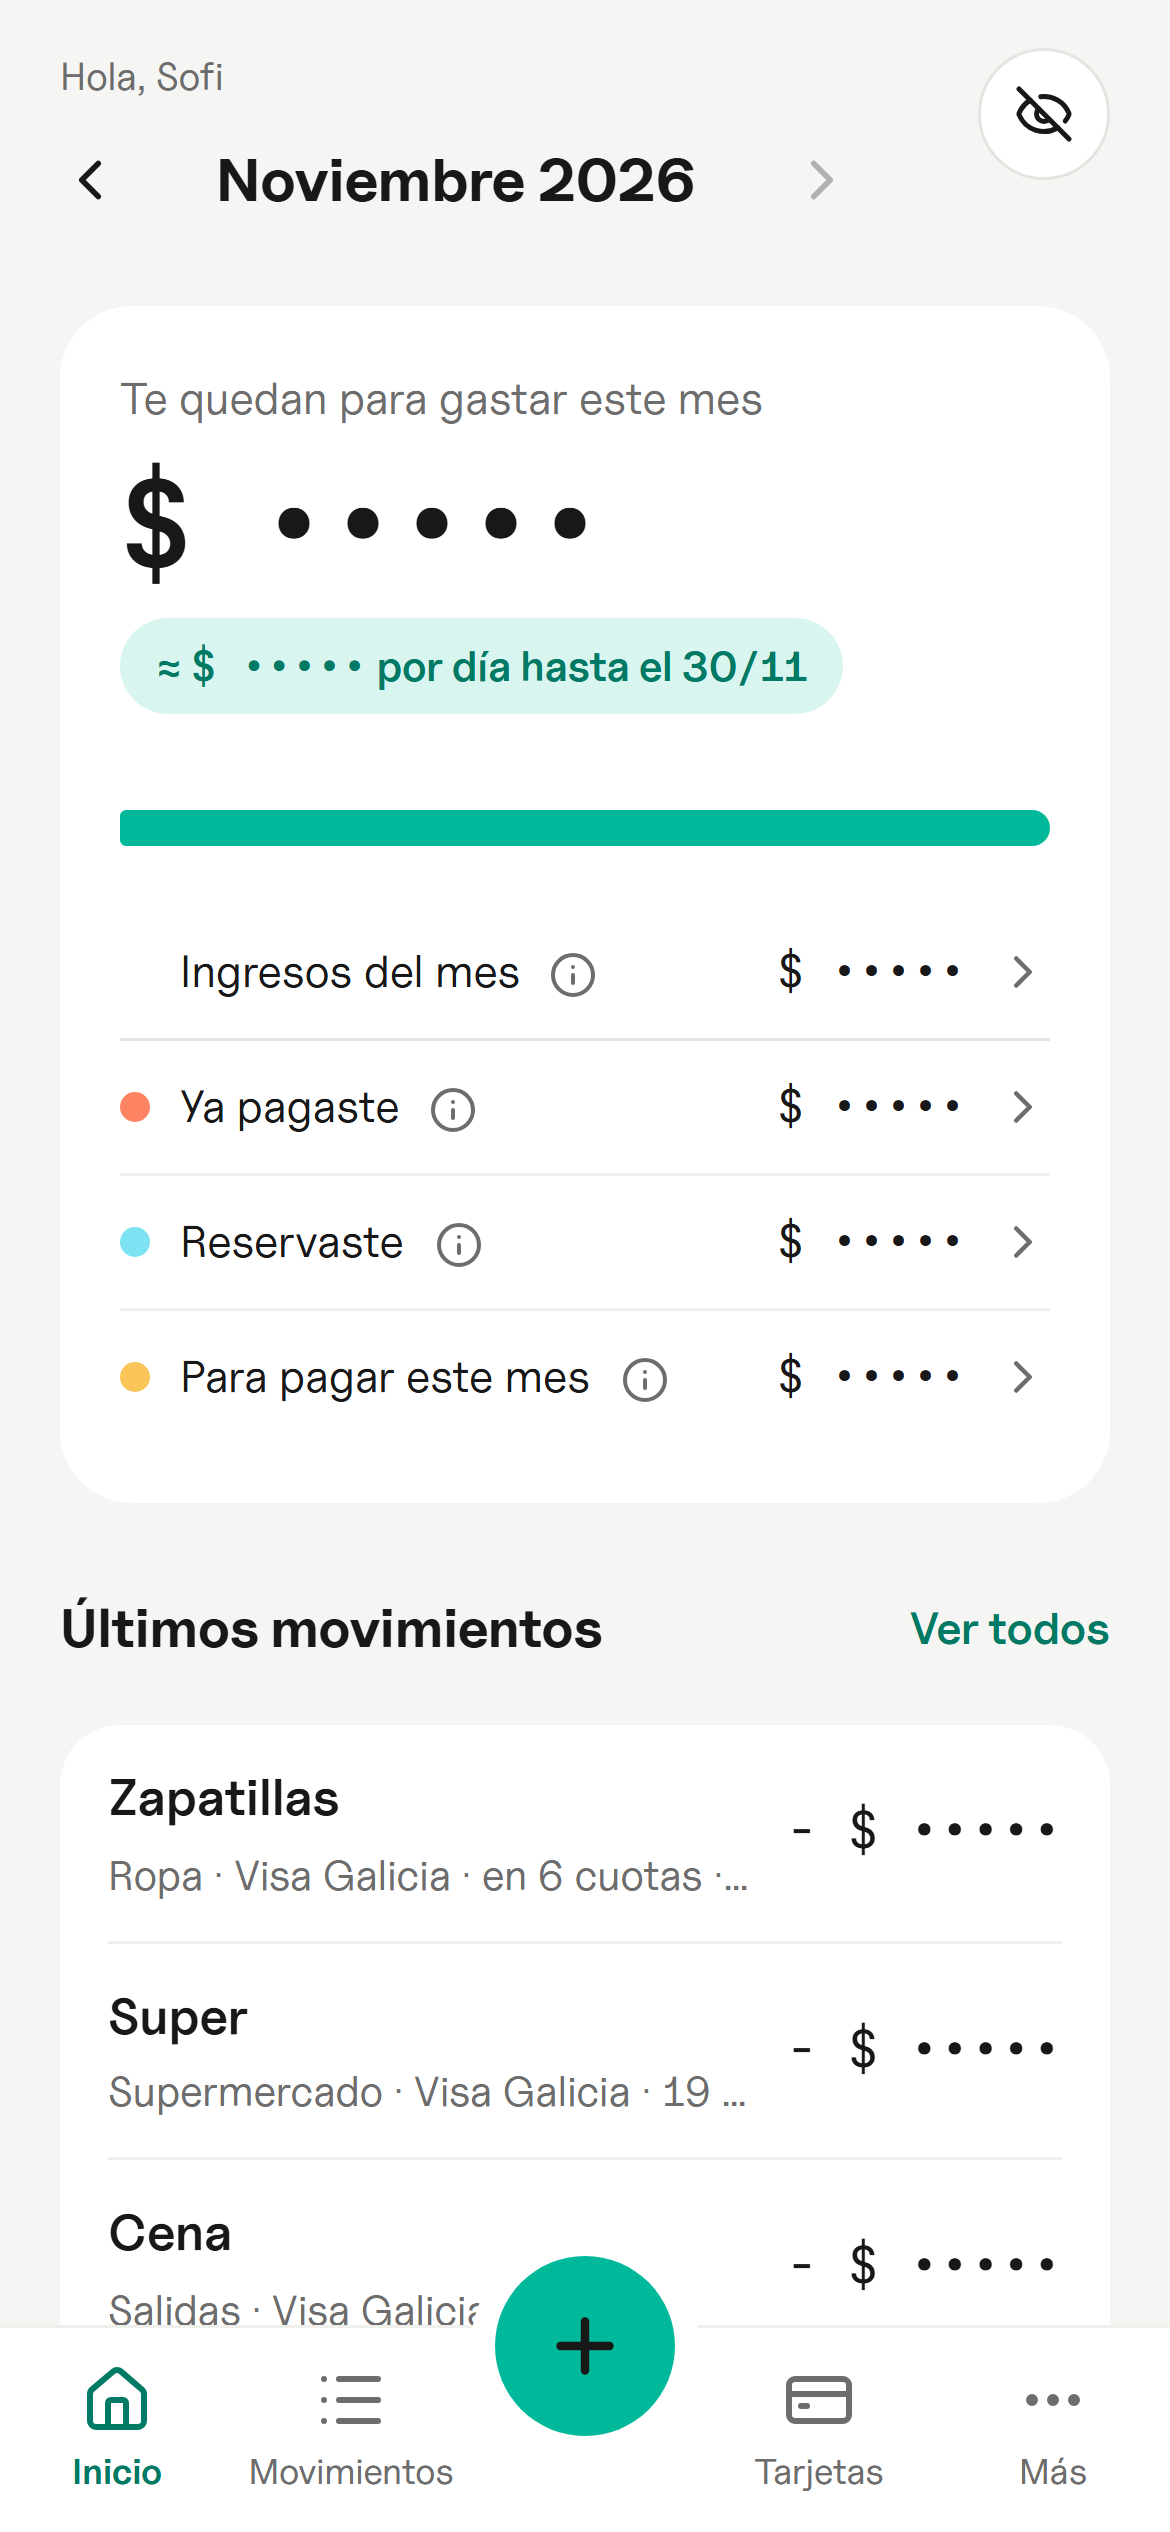 Hola, Sofi
Noviembre 2026
Te quedan para gastar este mes
$ •••••
≈ $ ••••• por día hasta el 30/11
Ingresos del mes $ •••••
Ya pagaste $ •••••
Reservaste $ •••••
Para pagar este mes $ •••••
Últimos movimientos Ver todos
Zapatillas
- $ •••••
Ropa · Visa Galicia · en 6 cuotas ·...
Super
- $ •••••
Supermercado · Visa Galicia · 19 ...
Cena
- $ •••••
Salidas · Visa Galicia
Inicio Movimientos Tarjetas Más